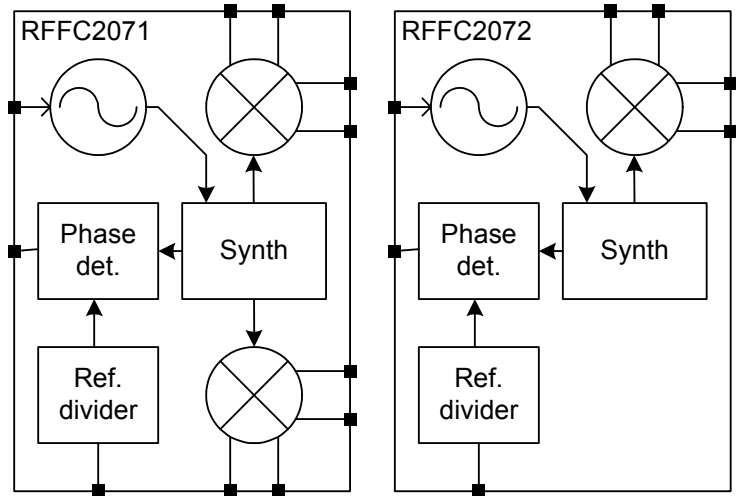 RFFC2071
Phase
det.
Synth
Ref.
divider
RFFC2072
Phase
det.
Synth
Ref.
divider